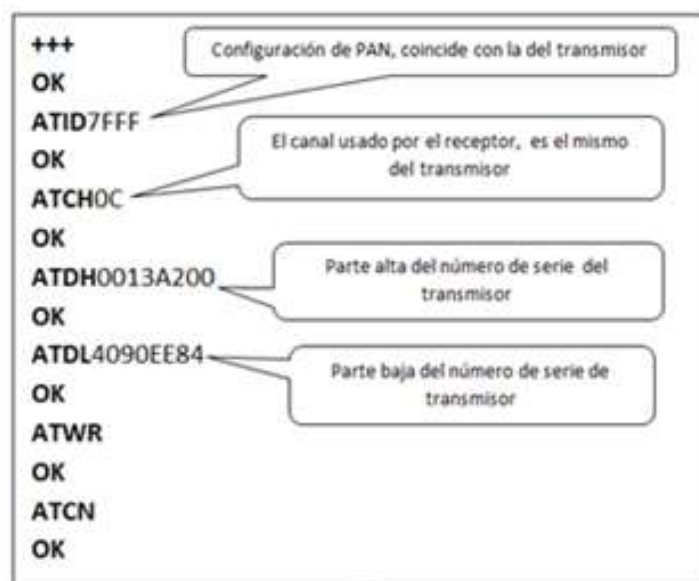 +++
Configuración de PAN, coincide con la del transmisor
OK
ATID7FFF
El canal usado por el receptor, es el mismo
del transmisor
OK
ATCH0C
OK
Parte alta del número de serie del
transmisor
ATDH0013A200
OK
ATDL4090EE84
Parte baja del número de serie de
transmisor
OK
ATWR
OK
ATCN
OK